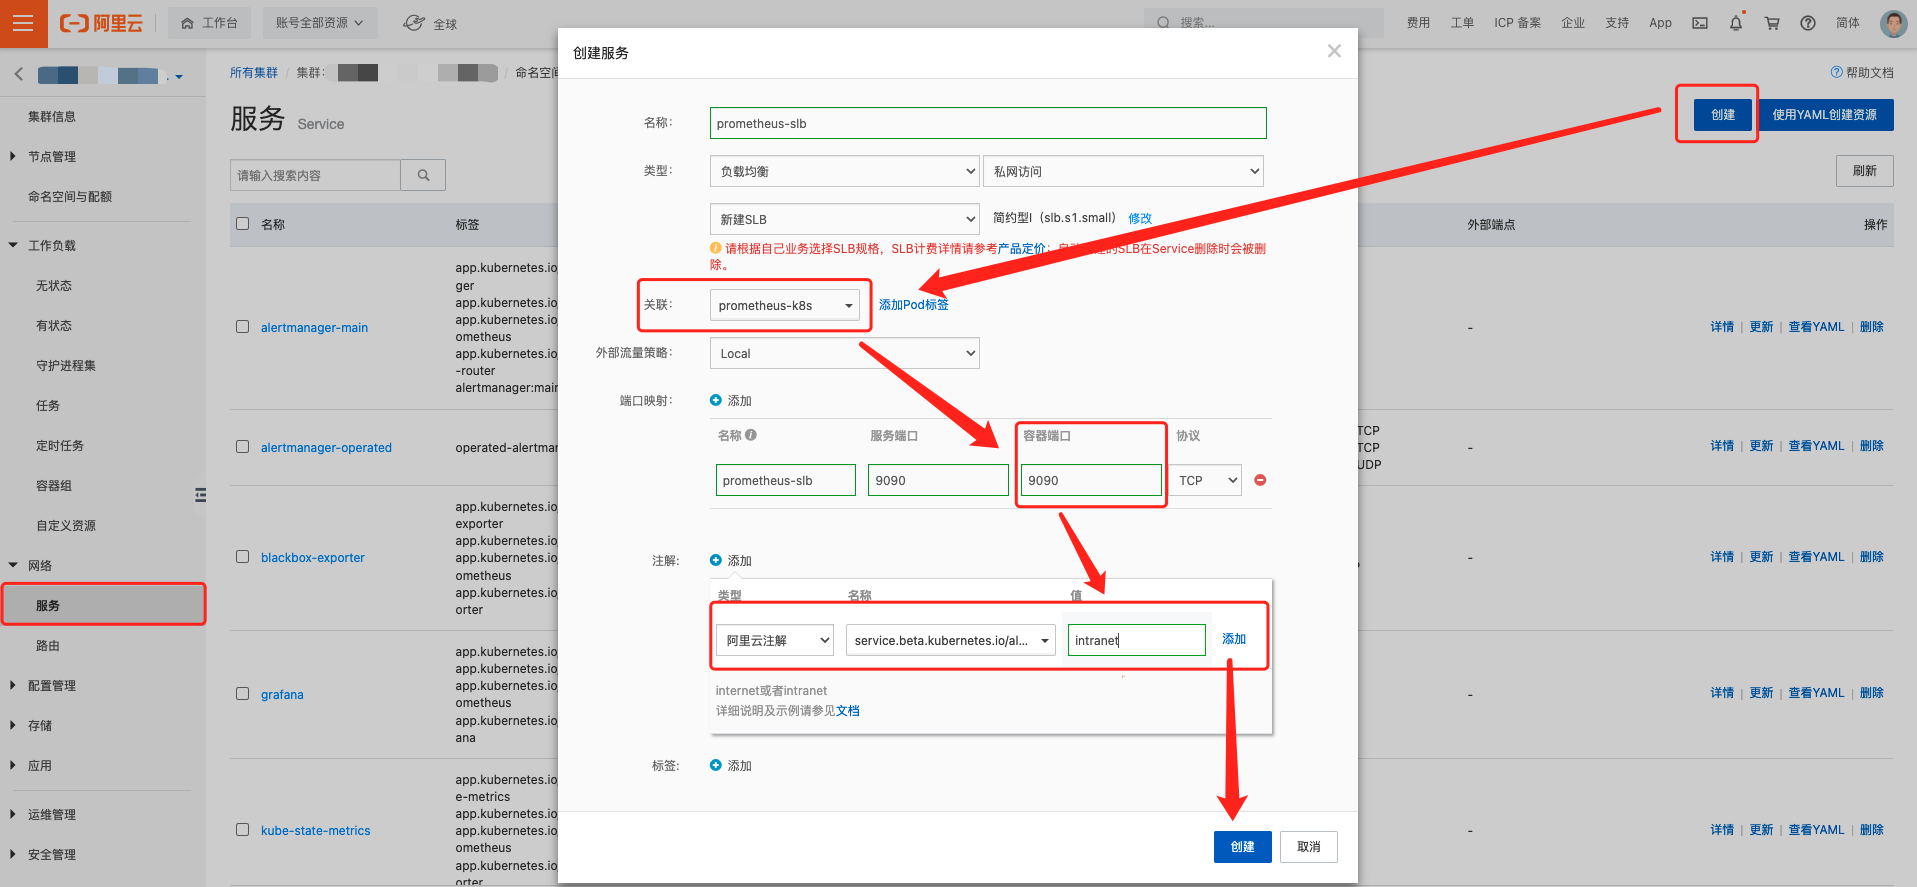 阿里云
工作台
账号全部资源
全球
搜索...
费用
工单
ICP 备案
企业
支持
App
简体
所有集群
/
集群:
/
命名空间
帮助文档
集群信息
节点管理
命名空间与配额
工作负载
无状态
有状态
守护进程集
任务
定时任务
容器组
自定义资源
网络
服务
路由
配置管理
存储
应用
运维管理
安全管理
服务 Service
创建
使用YAML创建资源
请输入搜索内容
刷新
名称
标签
外部端点
操作
alertmanager-main
app.kubernetes.io/
ger
app.kubernetes.io/
app.kubernetes.io/
ometheus
app.kubernetes.io/
-router
alertmanager:main
-
详情 | 更新 | 查看YAML | 删除
alertmanager-operated
operated-alertmar
TCP
TCP
UDP
-
详情 | 更新 | 查看YAML | 删除
blackbox-exporter
app.kubernetes.io/
exporter
app.kubernetes.io/
app.kubernetes.io/
ometheus
app.kubernetes.io/
orter
-
详情 | 更新 | 查看YAML | 删除
grafana
app.kubernetes.io/
app.kubernetes.io/
app.kubernetes.io/
ometheus
app.kubernetes.io/
ana
-
详情 | 更新 | 查看YAML | 删除
kube-state-metrics
app.kubernetes.io/
e-metrics
app.kubernetes.io/
app.kubernetes.io/
ometheus
app.kubernetes.io/
orter
-
详情 | 更新 | 查看YAML | 删除
创建服务
名称:
prometheus-slb
类型:
负载均衡
私网访问
新建SLB
简约型I（slb.s1.small） 修改
请根据自己业务选择SLB规格，SLB计费详情请参考产品定价；的SLB在Service删除时会被删
除。
关联:
prometheus-k8s
添加Pod标签
外部流量策略:
Local
端口映射:
添加
名称
服务端口
容器端口
协议
prometheus-slb
9090
9090
TCP
注解:
添加
类型
名称
值
阿里云注解
service.beta.kubernetes.io/al...
intranet
添加
internet或者intranet
详细说明及示例请参见文档
标签:
添加
创建
取消